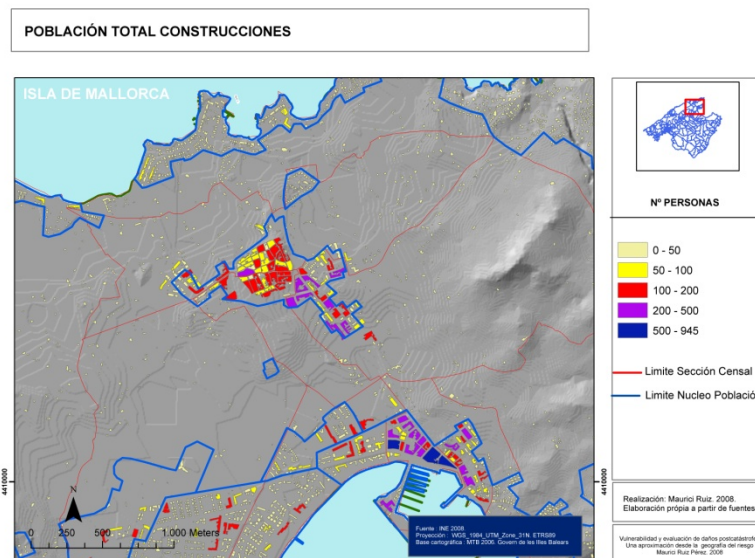 POBLACIÓN TOTAL CONSTRUCCIONES
ISLA DE MALLORCA
Nº PERSONAS
0 - 50
50 - 100
100 - 200
200 - 500
500 - 945
Limite Sección Censal
Limite Nucleo Població
4410000
4410000
N
0 250 500 1.000 Meters
Fuente : INE 2008
Proyección : WGS_1984_UTM_Zone_31N. ETRS89
Base cartográfica : MTB 2006. Govern de les Illes Balears
Realización: Maurici Ruiz. 2008.
Elaboración própia a partir de fuentes
Vulnerabilidad y evaluación de daños postcatástrofe
Una aproximación desde la geografía del riesgo
Maurici Ruiz Pérez, 2008